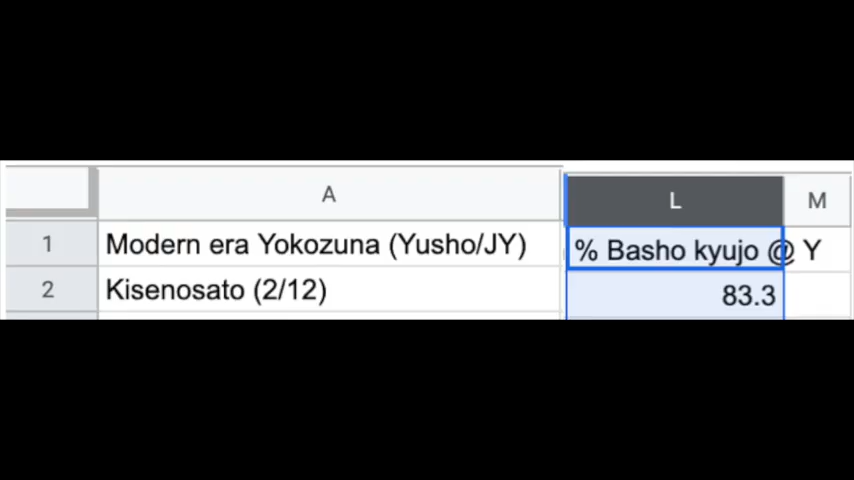 A L M
1 Modern era Yokozuna (Yusho/JY) % Basho kyujo @ Y
2 Kisenosato (2/12) 83.3